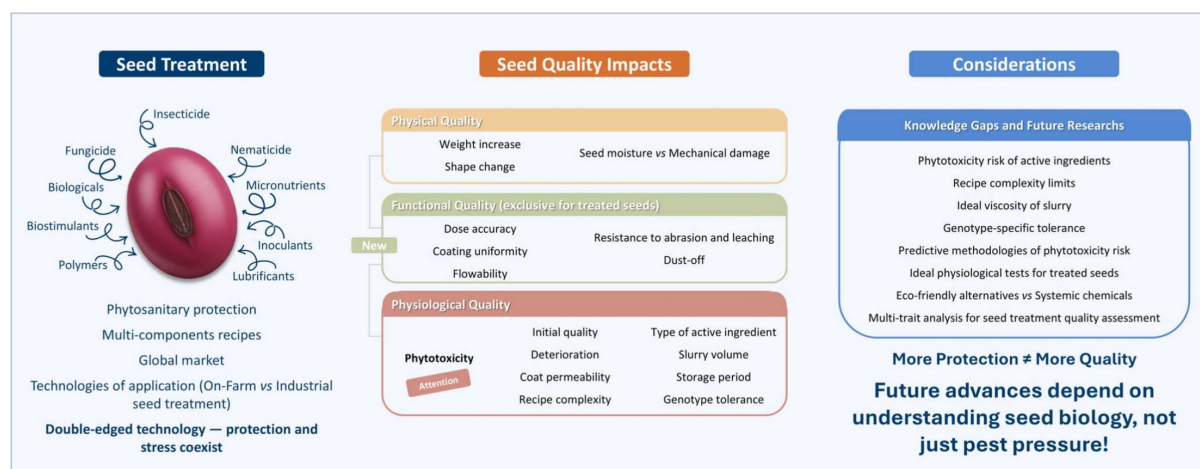 Seed Treatment
Insecticide
Fungicide
Nematicide
Biologicals
Micronutrients
Biostimulants
Inoculants
Polymers
Lubrificants
Phytosanitary protection
Multi-components recipes
Global market
Technologies of application (On-Farm vs Industrial
seed treatment)
Double-edged technology — protection and
stress coexist
Seed Quality Impacts
Physical Quality
Weight increase
Shape change
Seed moisture vs Mechanical damage
New
Functional Quality (exclusive for treated seeds)
Dose accuracy
Coating uniformity
Flowability
Resistance to abrasion and leaching
Dust-off
Physiological Quality
Phytotoxicity
Attention
Initial quality
Deterioration
Coat permeability
Recipe complexity
Type of active ingredient
Slurry volume
Storage period
Genotype tolerance
Considerations
Knowledge Gaps and Future Researchs
Phytotoxicity risk of active ingredients
Recipe complexity limits
Ideal viscosity of slurry
Genotype-specific tolerance
Predictive methodologies of phytotoxicity risk
Ideal physiological tests for treated seeds
Eco-friendly alternatives vs Systemic chemicals
Multi-trait analysis for seed treatment quality assessment
More Protection ≠ More Quality
Future advances depend on
understanding seed biology, not
just pest pressure!